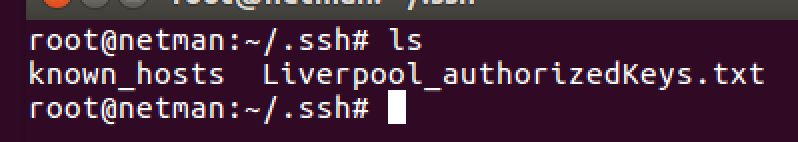 root@netman:~/.ssh# ls
known_hosts  Liverpool_authorizedKeys.txt
root@netman:~/.ssh#